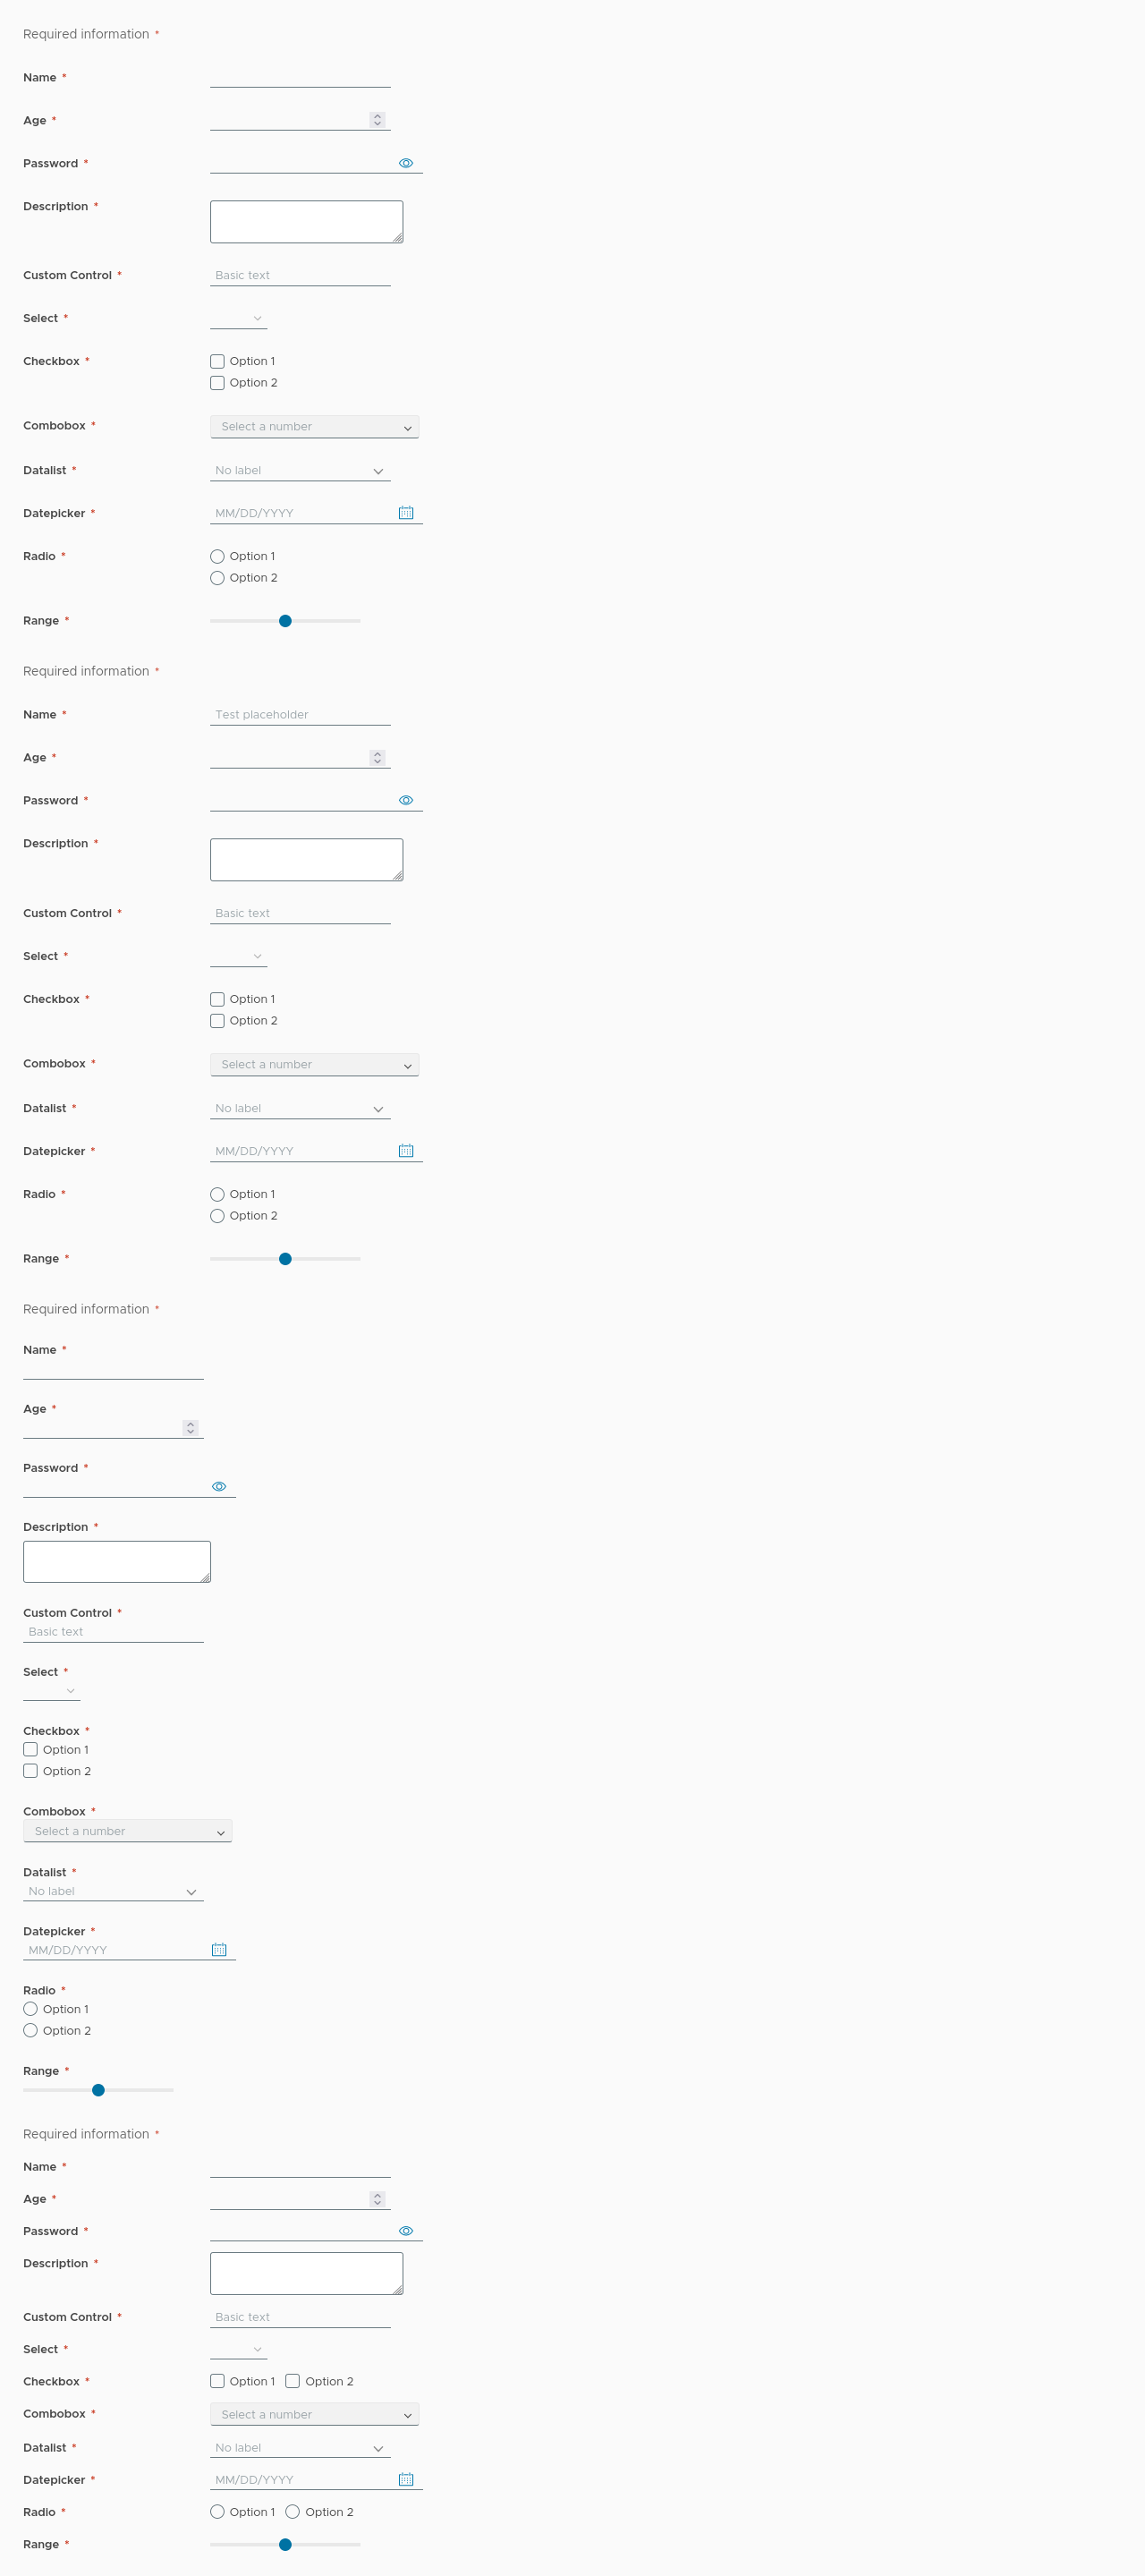 Required information *
Name *
Age *
Password *
Description *
Custom Control * Basic text
Select *
Checkbox * Option 1
Option 2
Combobox * Select a number
Datalist * No label
Datepicker * MM/DD/YYYY
Radio * Option 1
Option 2
Range *
Required information *
Name * Test placeholder
Age *
Password *
Description *
Custom Control * Basic text
Select *
Checkbox * Option 1
Option 2
Combobox * Select a number
Datalist * No label
Datepicker * MM/DD/YYYY
Radio * Option 1
Option 2
Range *
Required information *
Name *
Age *
Password *
Description *
Custom Control *
Basic text
Select *
Checkbox *
Option 1
Option 2
Combobox *
Select a number
Datalist *
No label
Datepicker *
MM/DD/YYYY
Radio *
Option 1
Option 2
Range *
Required information *
Name *
Age *
Password *
Description *
Custom Control * Basic text
Select *
Checkbox * Option 1 Option 2
Combobox * Select a number
Datalist * No label
Datepicker * MM/DD/YYYY
Radio * Option 1 Option 2
Range *